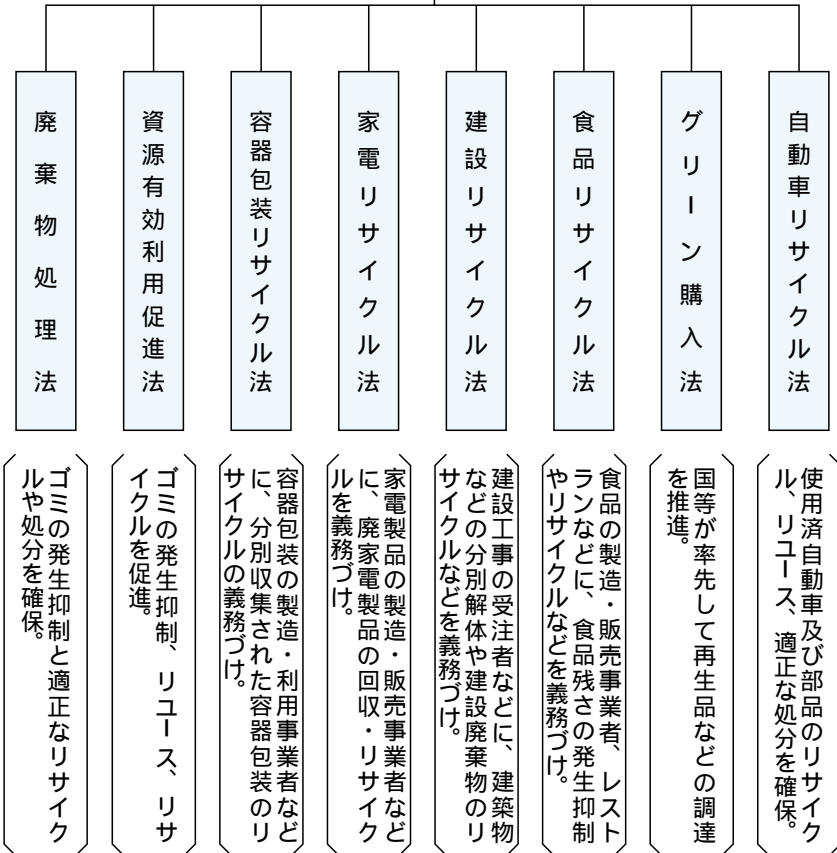 廃棄物処理法
ゴミの発生抑制と適正なリサイク
ルや処分を確保。
資源有効利用促進法
ゴミの発生抑制、リユース、リサ
イクルを促進。
容器包装リサイクル法
容器包装の製造・利用事業者など
に、分別収集された容器包装のリ
サイクルの義務づけ。
家電リサイクル法
家電製品の製造・販売事業者など
に、廃家電製品の回収・リサイク
ルを義務づけ。
建設リサイクル法
建設工事の受注者などに、建築物
などの分別解体や建設廃棄物のリ
サイクルなどを義務づけ。
食品リサイクル法
食品の製造・販売事業者、レスト
ランなどに、食品残さの発生抑制
やリサイクルなどを義務づけ。
グリーン購入法
国等が率先して再生品などの調達
を推進。
自動車リサイクル法
使用済自動車及び部品のリサイク
ル、リユース、適正な処分を確保。